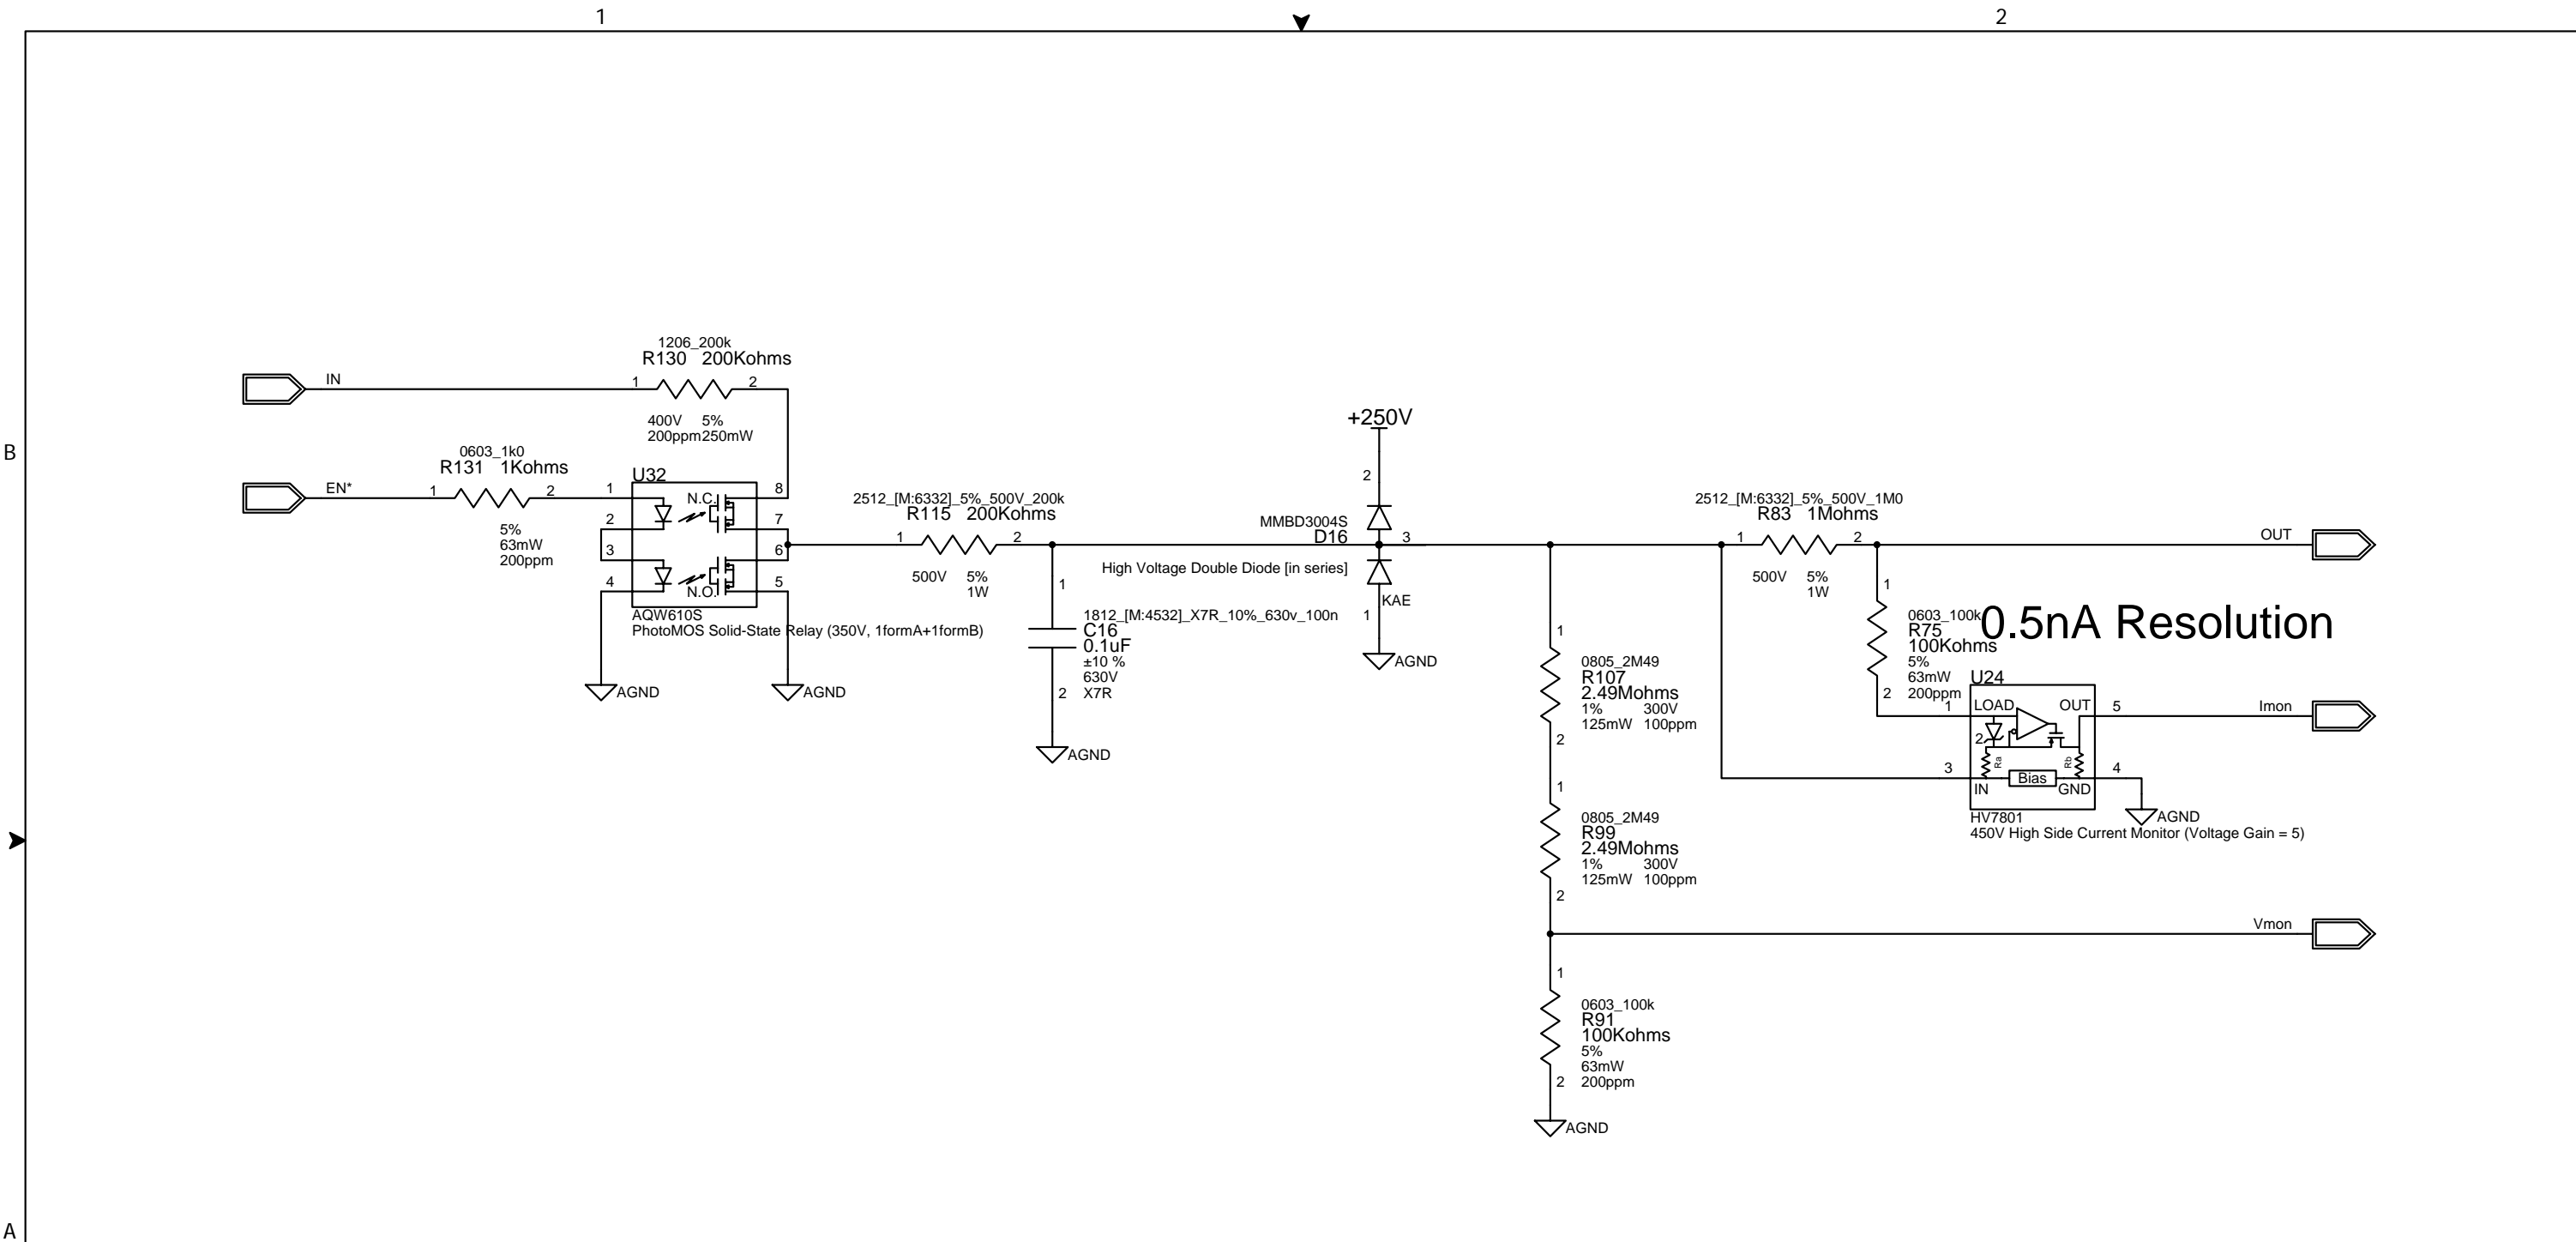 1
2
B
A
1206_200k
R130 200Kohms
IN
1
2
400V 5%
200ppm250mW
0603_1k0
R131 1Kohms
EN*
1
2
5%
63mW
200ppm
U32
1
2
3
4
N.C.
N.O.
8
7
6
5
AQW610S
PhotoMOS Solid-State Relay (350V, 1formA+1formB)
AGND
AGND
2512_[M:6332]_5%_500V_200k
R115 200Kohms
1
2
500V 5%
1W
1
1812_[M:4532]_X7R_10%_630v_100n
C16
0.1uF
±10 %
630V
2 X7R
AGND
+250V
2
MMBD3004S
D16
3
High Voltage Double Diode [in series]
KAE
1
AGND
1
0805_2M49
R107
2.49Mohms
1% 300V
125mW 100ppm
2
1
0805_2M49
R99
2.49Mohms
1% 300V
125mW 100ppm
2
1
0603_100k
R91
100Kohms
5%
63mW
2 200ppm
AGND
2512_[M:6332]_5%_500V_1M0
R83 1Mohms
1
2
500V 5%
1W
OUT
1
0603_100k
R75
100Kohms
5%
63mW
2 200ppm
0.5nA Resolution
U24
1
LOAD OUT
5
Imon
2
Ra
Rb
3
Bias
4
IN GND
AGND
HV7801
450V High Side Current Monitor (Voltage Gain = 5)
Vmon